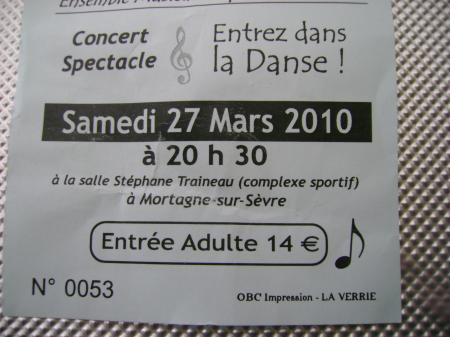 Ensemble
Concert
Spectacle
Entrez dans
la Danse !
Samedi 27 Mars 2010
à 20 h 30
à la salle Stéphane Traineau (complexe sportif)
à Mortagne-sur-Sèvre
Entrée Adulte 14 €
N° 0053
OBC Impression - LA VERRIE